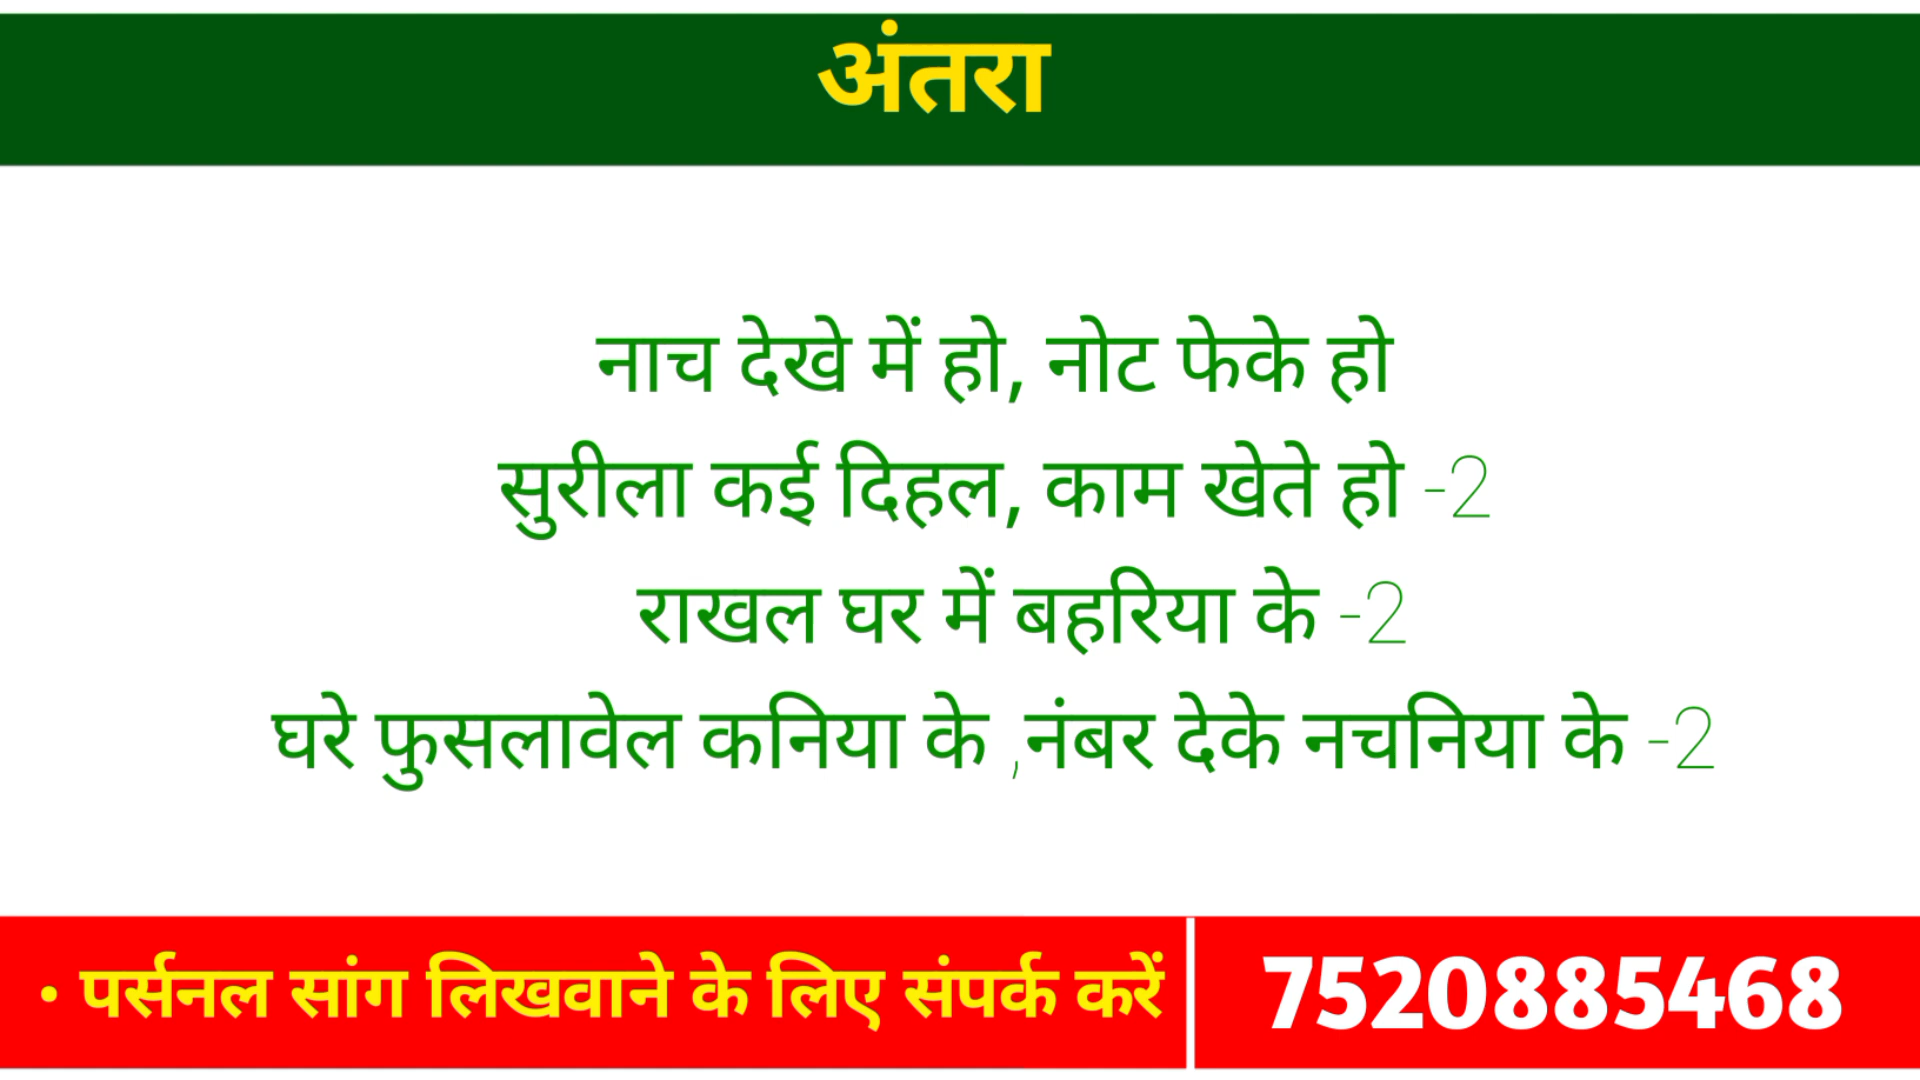 अंतरा
नाच देखे में हो, नोट फेके हो
सुरीला कई दिहल, काम खेते हो -2
राखल घर में बहरिया के -2
घरे फुसलावेल कनिया के ,नंबर देके नचनिया के -2
• पर्सनल सांग लिखवाने के लिए संपर्क करें 7520885468